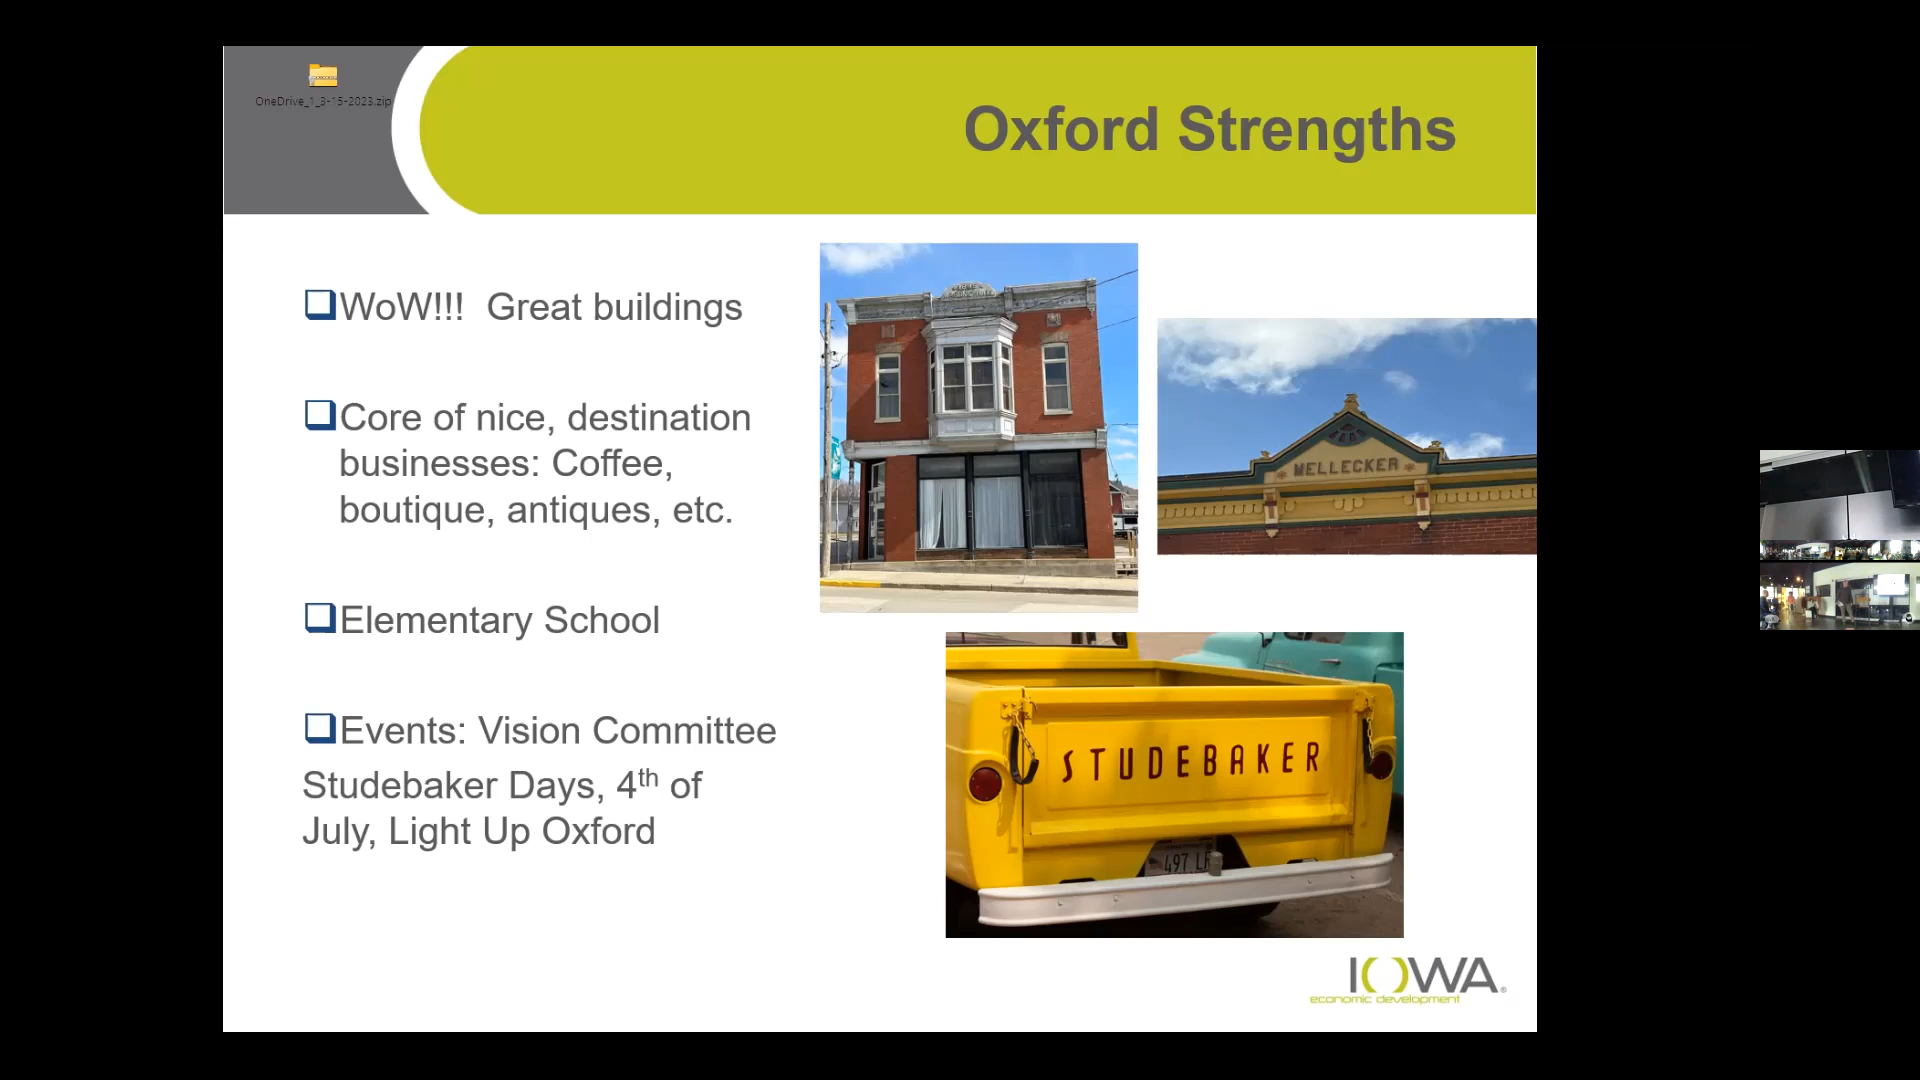 OneDrive_1_3-15-2023.zip
Oxford Strengths
WoW!!! Great buildings
Core of nice, destination
businesses: Coffee,
boutique, antiques, etc.
Elementary School
Events: Vision Committee
Studebaker Days, 4th of
July, Light Up Oxford
MELLECKER
STUDEBAKER
497
IOWA®
economic development